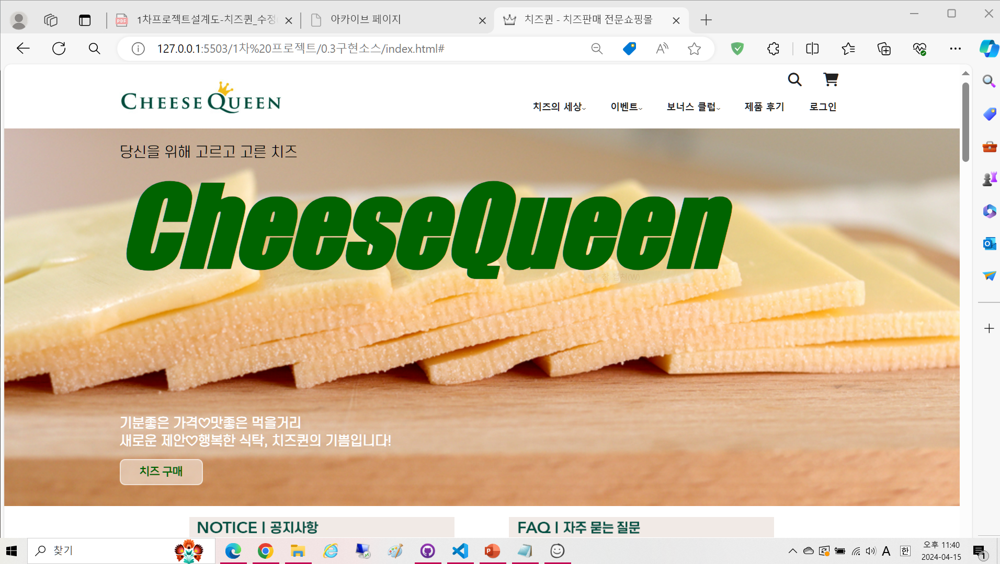 1차프로젝트설계도-치즈퀸_수정
아카이브 페이지
치즈퀸 - 치즈판매 전문쇼핑몰
127.0.0.1:5503/1차%20프로젝트/0.3구현소스/index.html#
CHEESE QUEEN
치즈의 세상
이벤트
보너스 클럽
제품 후기
로그인
당신을 위해 고르고 고른 치즈
CheeseQueen
창 캡처(W)
기분좋은 가격♡맛좋은 먹을거리
새로운 제안♡행복한 식탁, 치즈퀸의 기쁨입니다!
치즈 구매
NOTICE | 공지사항
FAQ | 자주 묻는 질문
찾기
A
한
오후 11:40
2024-04-15
1